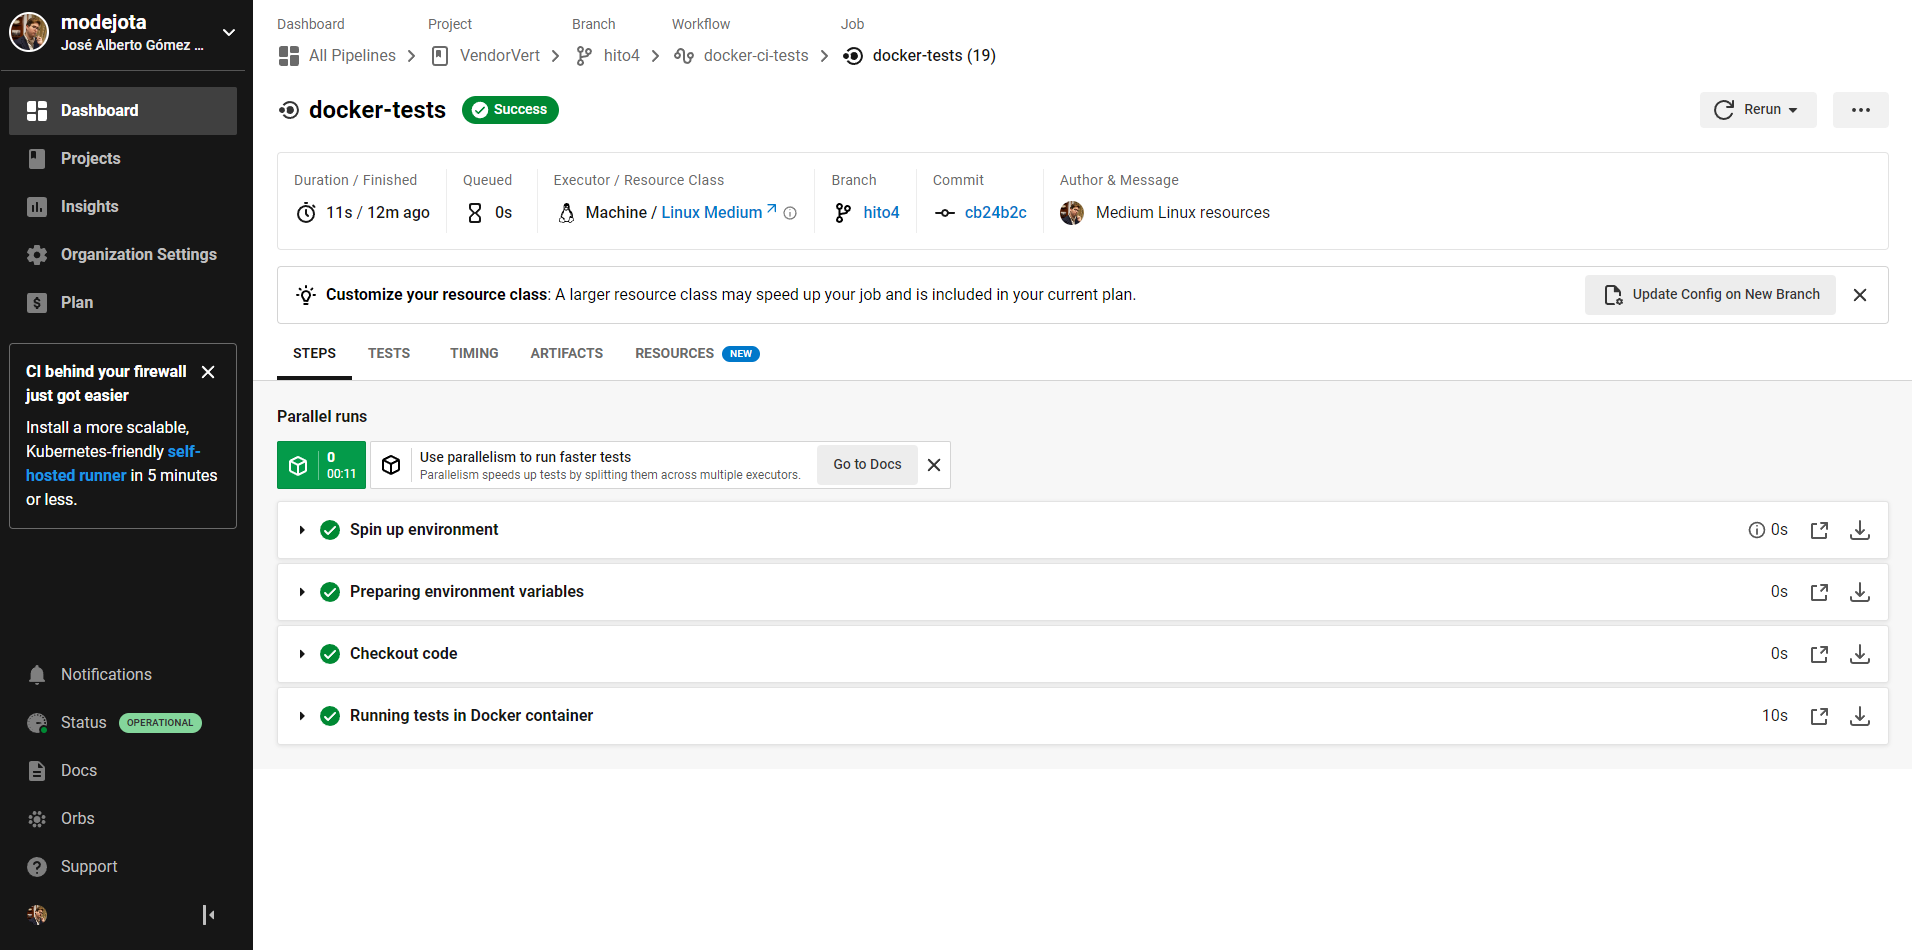 modejota
José Alberto Gómez ...
Dashboard
Projects
Insights
Organization Settings
Plan
CI behind your firewall
just got easier
Install a more scalable,
Kubernetes-friendly self-
hosted runner in 5 minutes
or less.
Notifications
Status OPERATIONAL
Docs
Orbs
Support
Dashboard Project Branch Workflow Job
All Pipelines VendorVert hito4 docker-ci-tests docker-tests (19)
docker-tests Success Rerun
Duration / Finished Queued Executor / Resource Class Branch Commit Author & Message
11s / 12m ago 0s Machine / Linux Medium hito4 cb24b2c Medium Linux resources
Customize your resource class: A larger resource class may speed up your job and is included in your current plan. Update Config on New Branch
STEPS TESTS TIMING ARTIFACTS RESOURCES NEW
Parallel runs
0
00:11
Use parallelism to run faster tests
Parallelism speeds up tests by splitting them across multiple executors.
Go to Docs
Spin up environment 0s
Preparing environment variables 0s
Checkout code 0s
Running tests in Docker container 10s